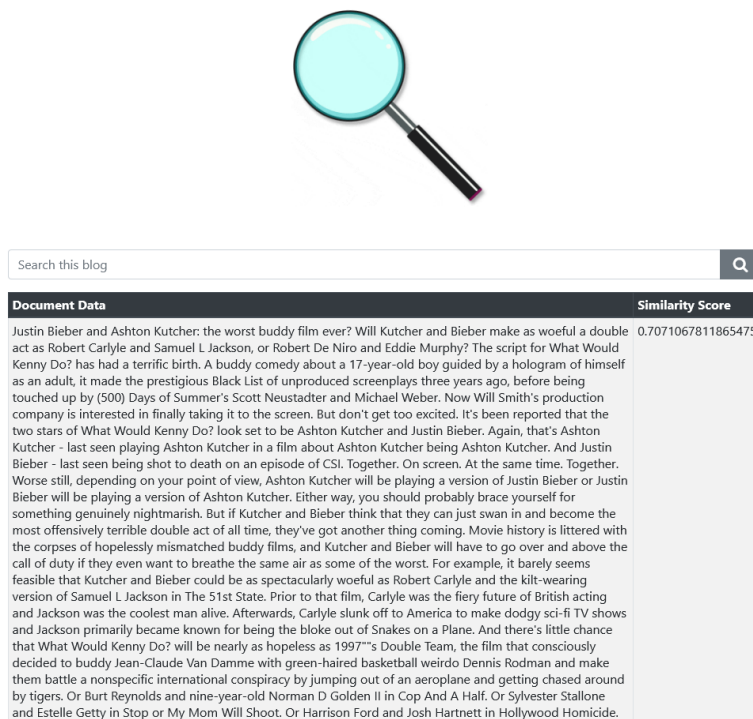 Search this blog
Document Data Similarity Score
Justin Bieber and Ashton Kutcher: the worst buddy film ever? Will Kutcher and Bieber make as woeful a double 0.7071067811865475
act as Robert Carlyle and Samuel L Jackson, or Robert De Niro and Eddie Murphy? The script for What Would
Kenny Do? has had a terrific birth. A buddy comedy about a 17-year-old boy guided by a hologram of himself
as an adult, it made the prestigious Black List of unproduced screenplays three years ago, before being
touched up by (500) Days of Summer's Scott Neustadter and Michael Weber. Now Will Smith's production
company is interested in finally taking it to the screen. But don't get too excited. It's been reported that the
two stars of What Would Kenny Do? look set to be Ashton Kutcher and Justin Bieber. Again, that's Ashton
Kutcher - last seen playing Ashton Kutcher in a film about Ashton Kutcher being Ashton Kutcher. And Justin
Bieber - last seen being shot to death on an episode of CSI. Together. On screen. At the same time. Together.
Worse still, depending on your point of view, Ashton Kutcher will be playing a version of Justin Bieber or Justin
Bieber will be playing a version of Ashton Kutcher. Either way, you should probably brace yourself for
something genuinely nightmarish. But if Kutcher and Bieber think that they can just swan in and become the
most offensively terrible double act of all time, they've got another thing coming. Movie history is littered with
the corpses of hopelessly mismatched buddy films, and Kutcher and Bieber will have to go over and above the
call of duty if they even want to breathe the same air as some of the worst. For example, it barely seems
feasible that Kutcher and Bieber could be as spectacularly woeful as Robert Carlyle and the kilt-wearing
version of Samuel L Jackson in The 51st State. Prior to that film, Carlyle was the fiery future of British acting
and Jackson was the coolest man alive. Afterwards, Carlyle slunk off to America to make dodgy sci-fi TV shows
and Jackson primarily became known for being the bloke out of Snakes on a Plane. And there's little chance
that What Would Kenny Do? will be nearly as hopeless as 1997""s Double Team, the film that consciously
decided to buddy Jean-Claude Van Damme with green-haired basketball weirdo Dennis Rodman and make
them battle a nonspecific international conspiracy by jumping out of an aeroplane and getting chased around
by tigers. Or Burt Reynolds and nine-year-old Norman D Golden II in Cop And A Half. Or Sylvester Stallone
and Estelle Getty in Stop or My Mom Will Shoot. Or Harrison Ford and Josh Hartnett in Hollywood Homicide.